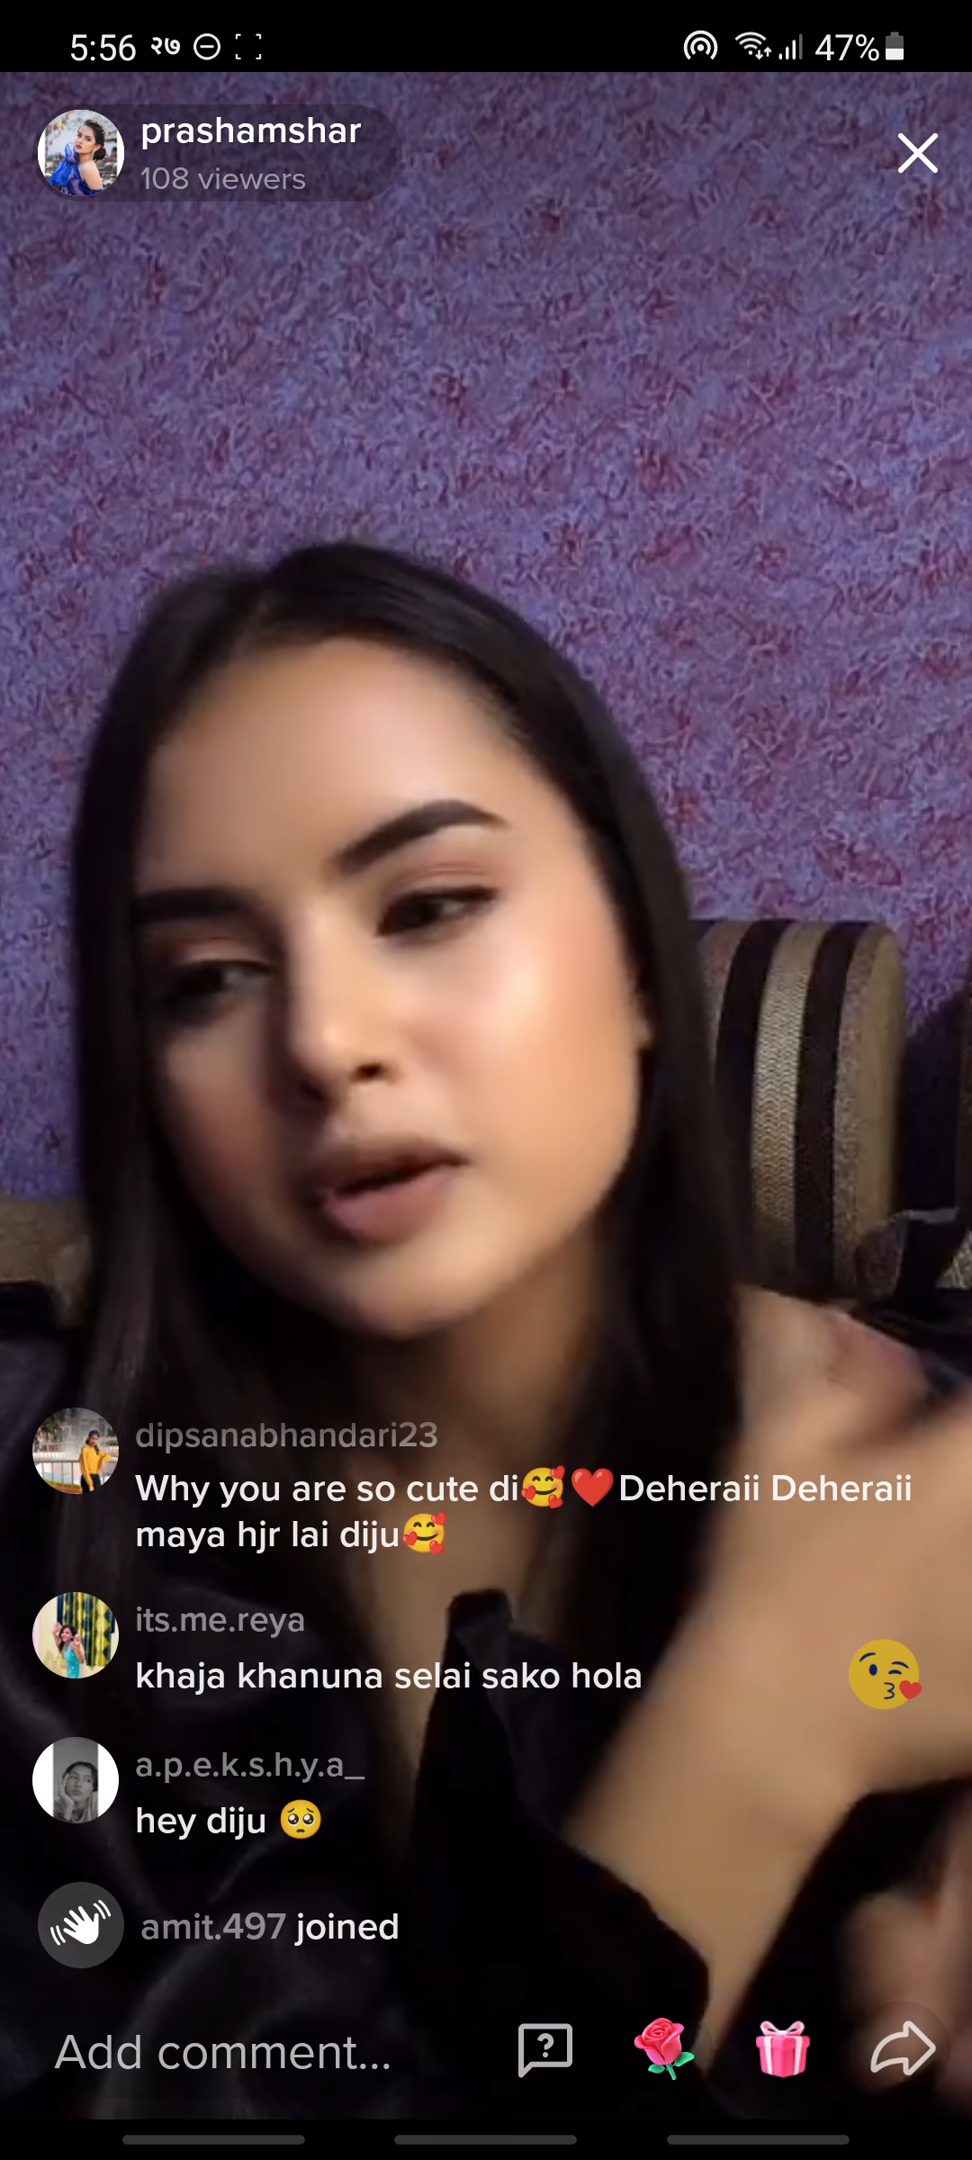 5:56 २७ 47%
prashamshar
108 viewers
dipsanabhandari23
Why you are so cute di🥰❤️Deheraii Deheraii
maya hjr lai diju🥰
its.me.reya
khaja khanuna selai sako hola
a.p.e.k.s.h.y.a_
hey diju 🥺
amit.497 joined
Add comment...